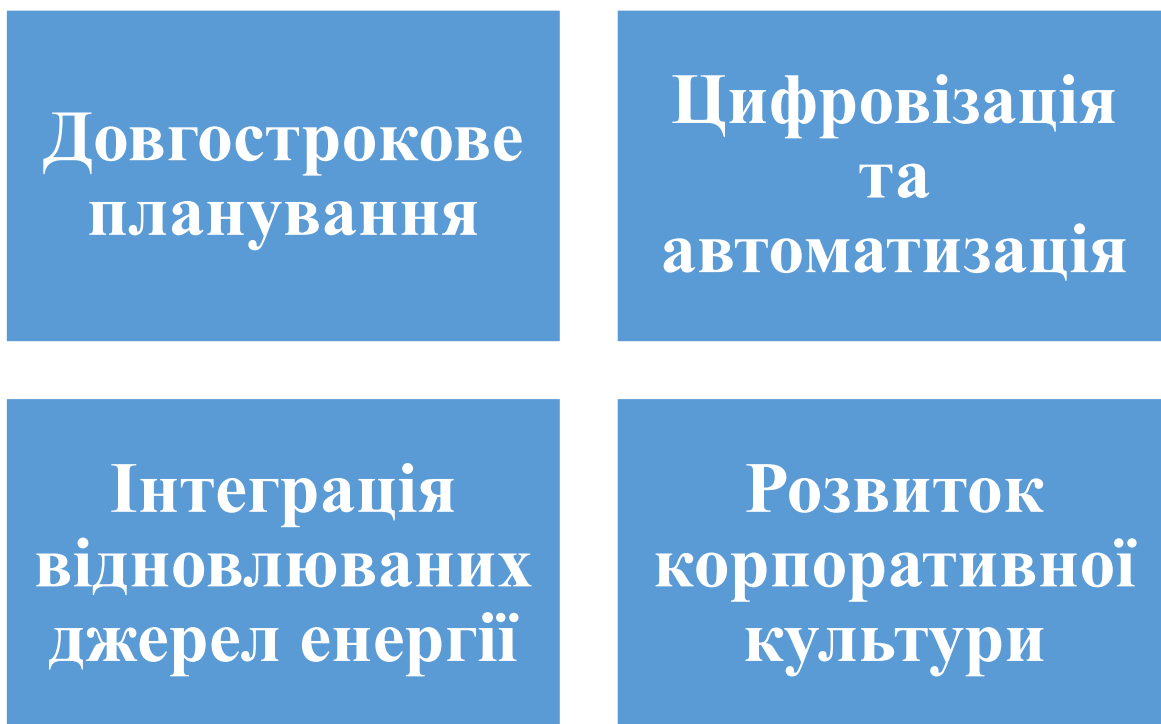 Довгострокове
планування
Цифровізація
та
автоматизація
Інтеграція
відновлюваних
джерел енергії
Розвиток
корпоративної
культури